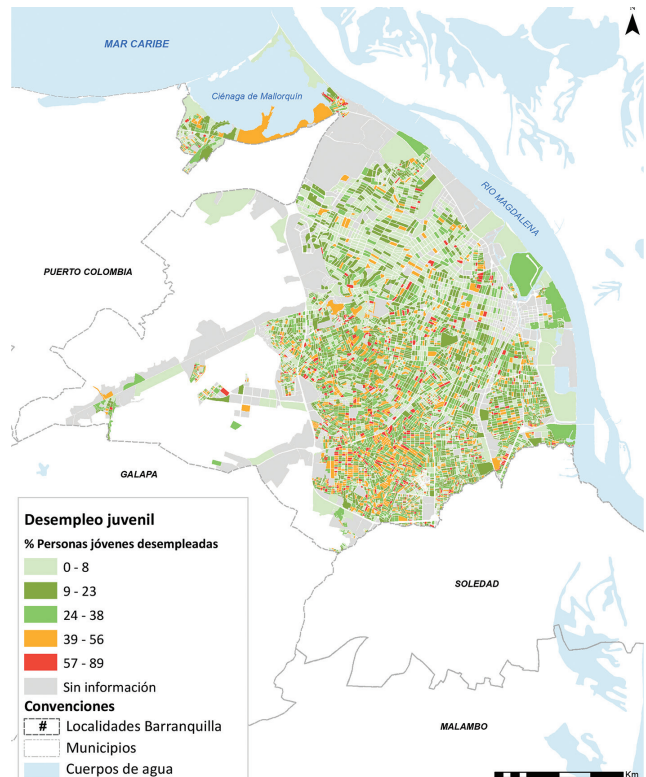 N
MAR CARIBE
Ciénaga de Mallorquín
RIO MAGDALENA
PUERTO COLOMBIA
GALAPA
SOLEDAD
MALAMBO
Desempleo juvenil
% Personas jóvenes desempleadas
0 - 8
9 - 23
24 - 38
39 - 56
57 - 89
Sin información
Convenciones
# Localidades Barranquilla
Municipios
Cuerpos de agua
Km